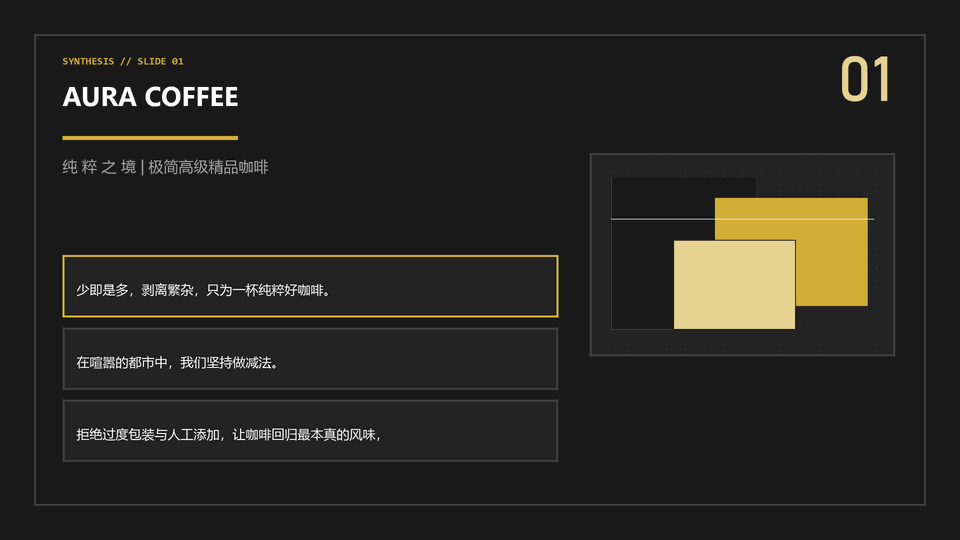 SYNTHESIS // SLIDE 01
01
AURA COFFEE
纯 粹 之 境 | 极简高级精品咖啡
少即是多，剥离繁杂，只为一杯纯粹好咖啡。
在喧嚣的都市中，我们坚持做减法。
拒绝过度包装与人工添加，让咖啡回归最本真的风味，